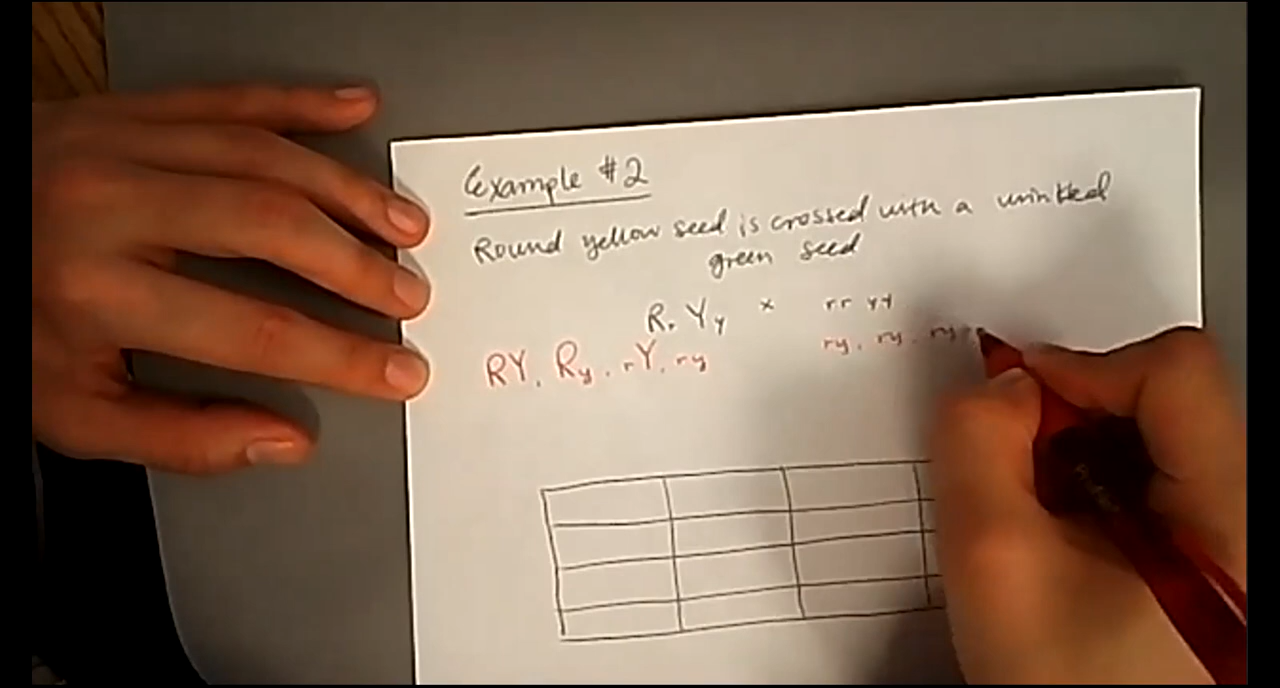 Example #2
Round yellow seed is crossed with a wrinkled
green seed
Rr Yy × rr yy
RY, Ry, rY, ry ry, ry, ry,